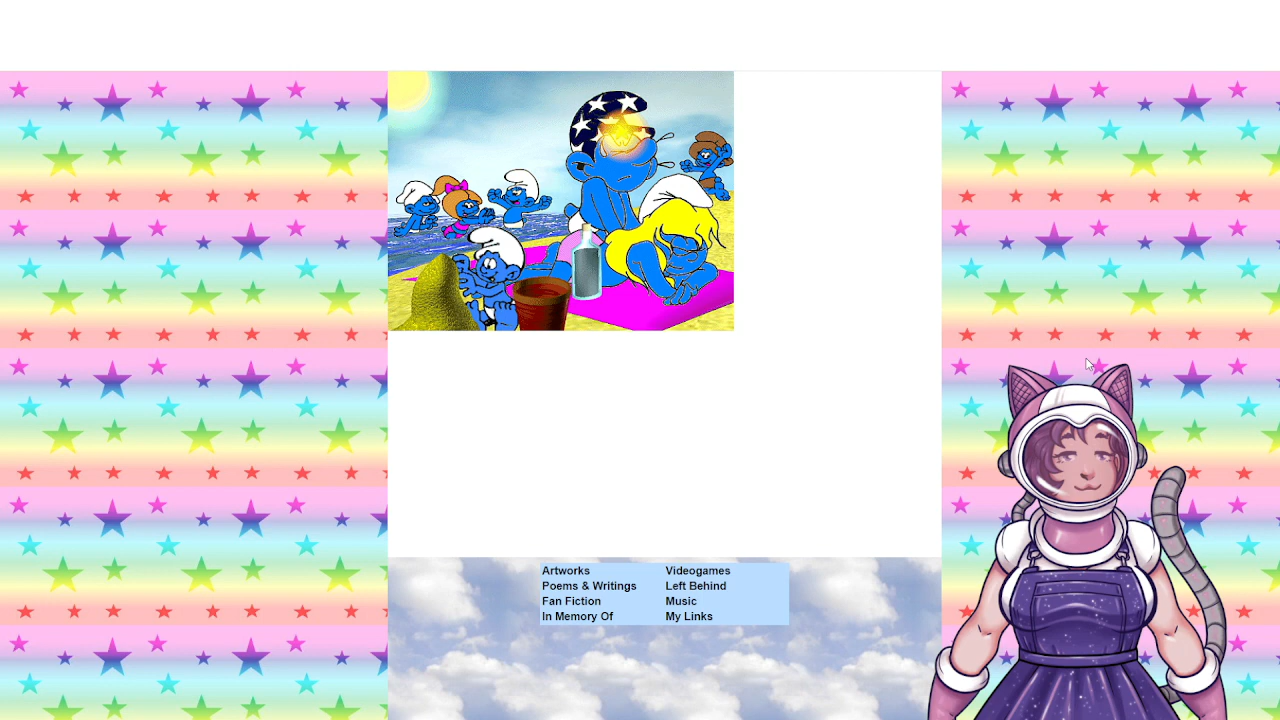 Artworks
Videogames
Poems & Writings
Left Behind
Fan Fiction
Music
In Memory Of
My Links